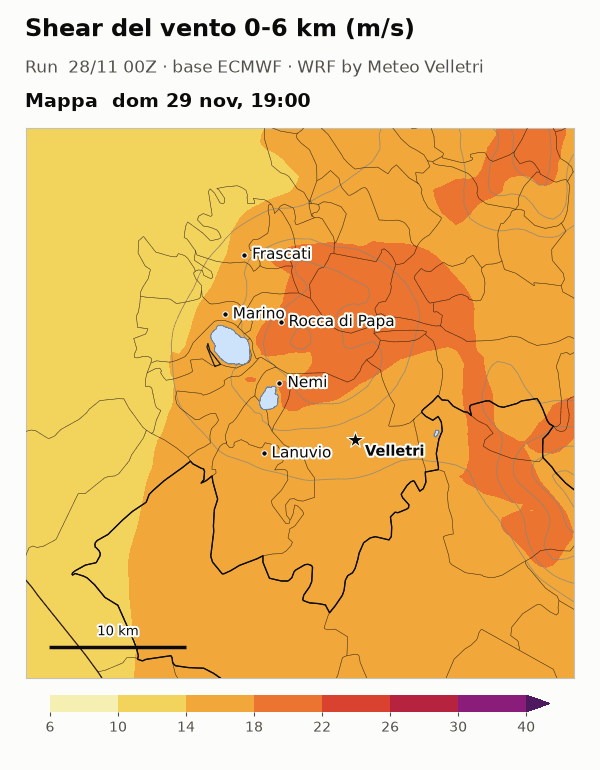 Shear del vento 0-6 km (m/s)
Run 28/11 00Z · base ECMWF · WRF by Meteo Velletri
Mappa dom 29 nov, 19:00
Frascati
Marino
Rocca di Papa
Nemi
Velletri
Lanuvio
10 km
6 10 14 18 22 26 30 40